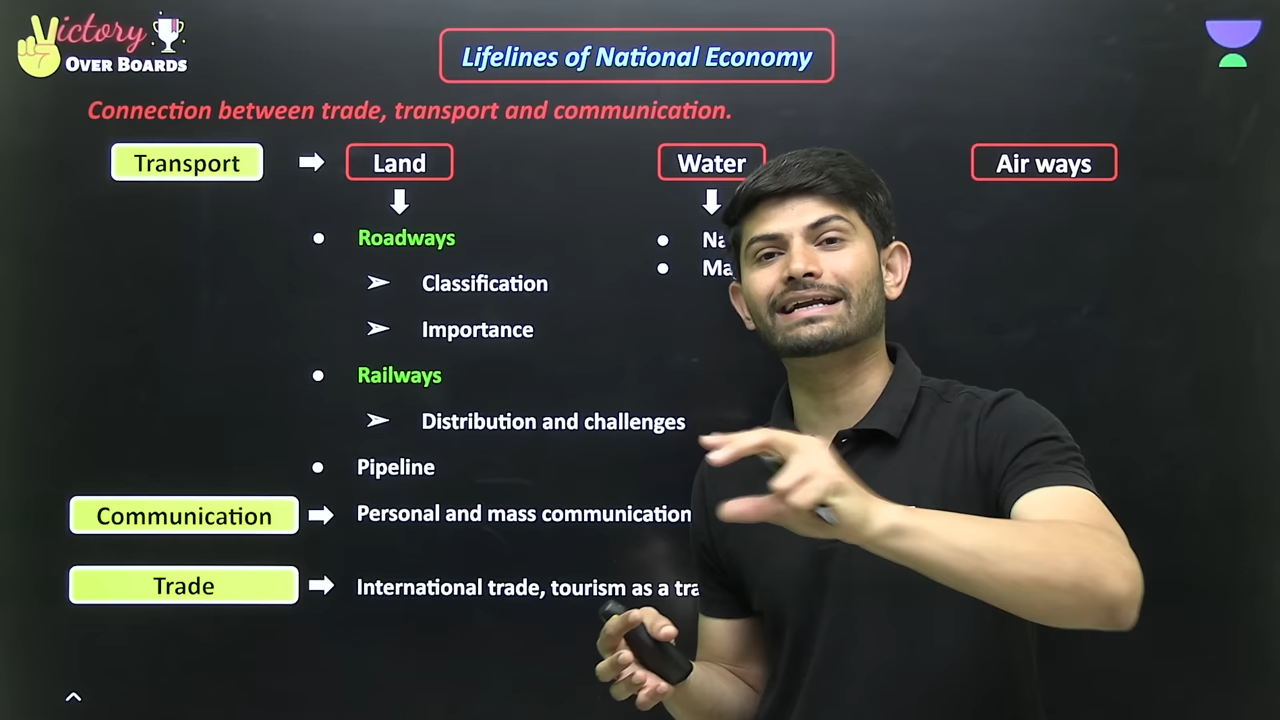 Victory
OVER BOARDS
Lifelines of National Economy
Connection between trade, transport and communication.
Transport Land Water Air ways
Roadways
Classification
Importance
Railways
Distribution and challenges
Pipeline
Communication Personal and mass communication
Trade International trade, tourism as a